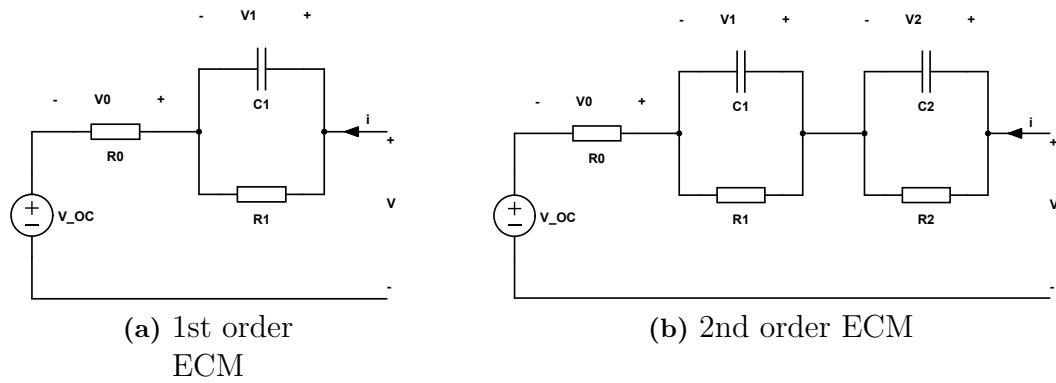 - V1 +
C1
- V0 +
R0
i
+
R1
V
V_OC
-
(a) 1st order
ECM
- V1 +
- V2 +
C1
C2
- V0 +
R0
i
+
R1
R2
V
V_OC
-
(b) 2nd order ECM